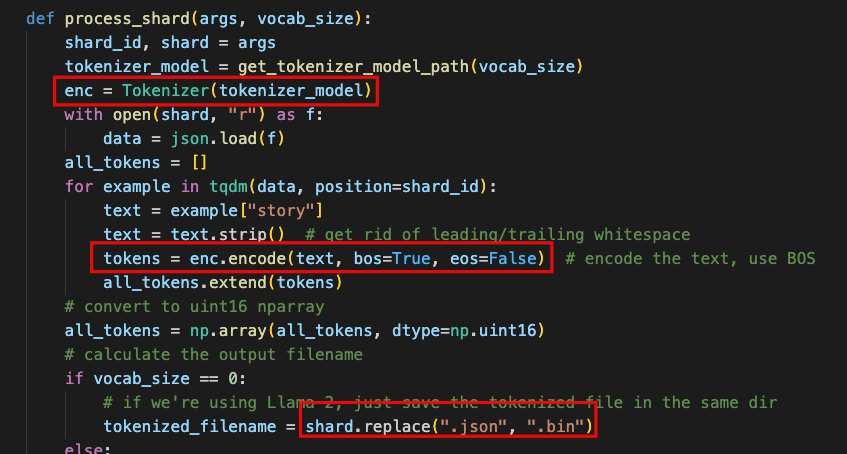 def process_shard(args, vocab_size):
    shard_id, shard = args
    tokenizer_model = get_tokenizer_model_path(vocab_size)
    enc = Tokenizer(tokenizer_model)
    with open(shard, "r") as f:
        data = json.load(f)
    all_tokens = []
    for example in tqdm(data, position=shard_id):
        text = example["story"]
        text = text.strip()  # get rid of leading/trailing whitespace
        tokens = enc.encode(text, bos=True, eos=False)  # encode the text, use BOS
        all_tokens.extend(tokens)
    # convert to uint16 nparray
    all_tokens = np.array(all_tokens, dtype=np.uint16)
    # calculate the output filename
    if vocab_size == 0:
        # if we're using Llama 2, just save the tokenized file in the same dir
        tokenized_filename = shard.replace(".json", ".bin")
    else: